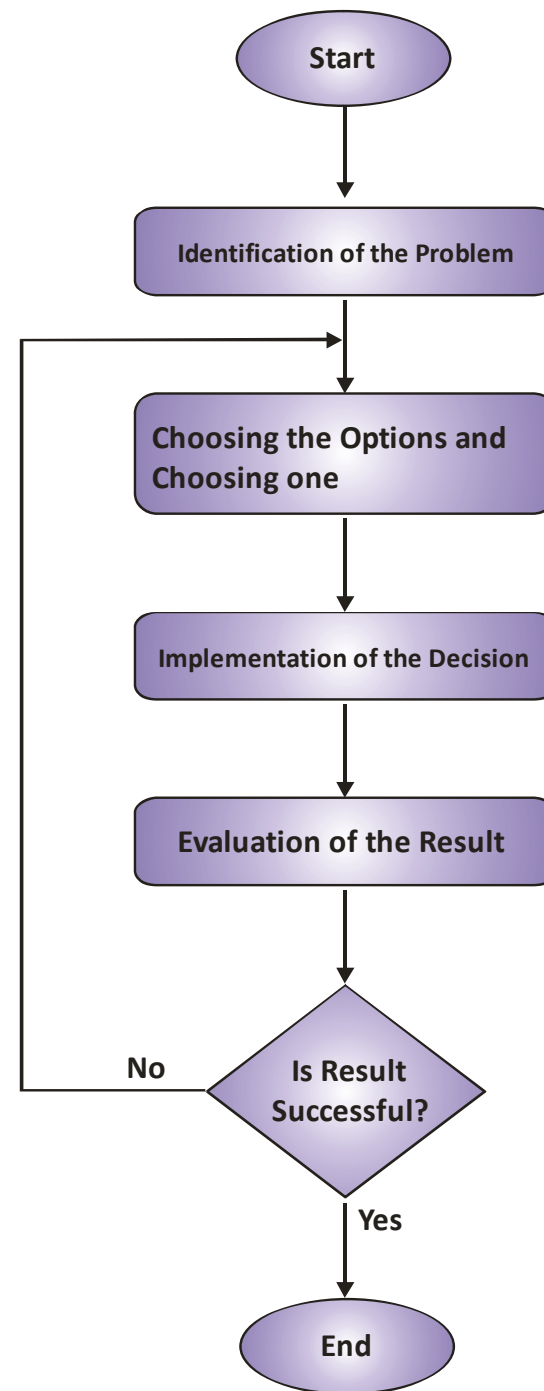 Start
Identification of the Problem
Choosing the Options and
Choosing one
Implementation of the Decision
Evaluation of the Result
No
Is Result
Successful?
Yes
End